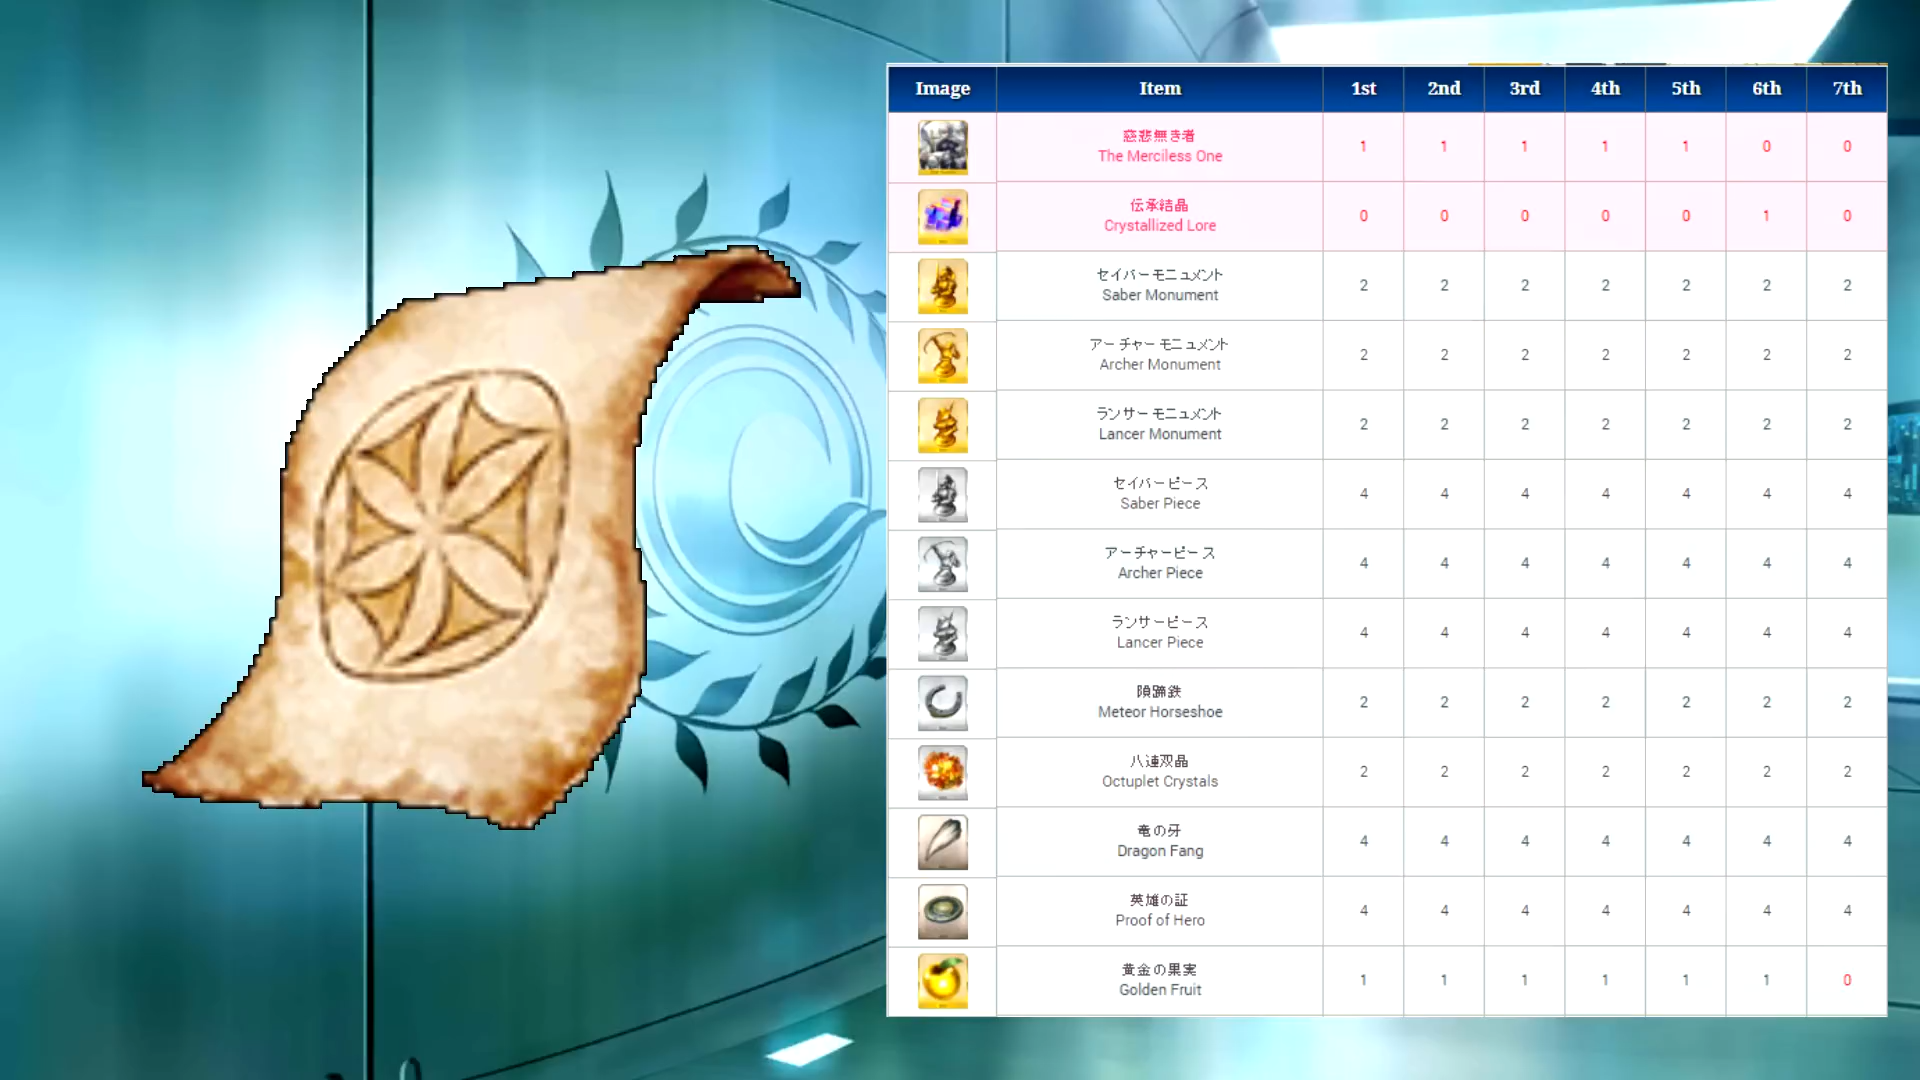 Image Item 1st 2nd 3rd 4th 5th 6th 7th
慈悲無き者
The Merciless One 1 1 1 1 1 0 0
伝承結晶
Crystallized Lore 0 0 0 0 0 1 0
セイバーモニュメント
Saber Monument 2 2 2 2 2 2 2
アーチャーモニュメント
Archer Monument 2 2 2 2 2 2 2
ランサーモニュメント
Lancer Monument 2 2 2 2 2 2 2
セイバーピース
Saber Piece 4 4 4 4 4 4 4
アーチャーピース
Archer Piece 4 4 4 4 4 4 4
ランサーピース
Lancer Piece 4 4 4 4 4 4 4
隕蹄鉄
Meteor Horseshoe 2 2 2 2 2 2 2
八連双晶
Octuplet Crystals 2 2 2 2 2 2 2
竜の牙
Dragon Fang 4 4 4 4 4 4 4
英雄の証
Proof of Hero 4 4 4 4 4 4 4
黄金の果実
Golden Fruit 1 1 1 1 1 1 0